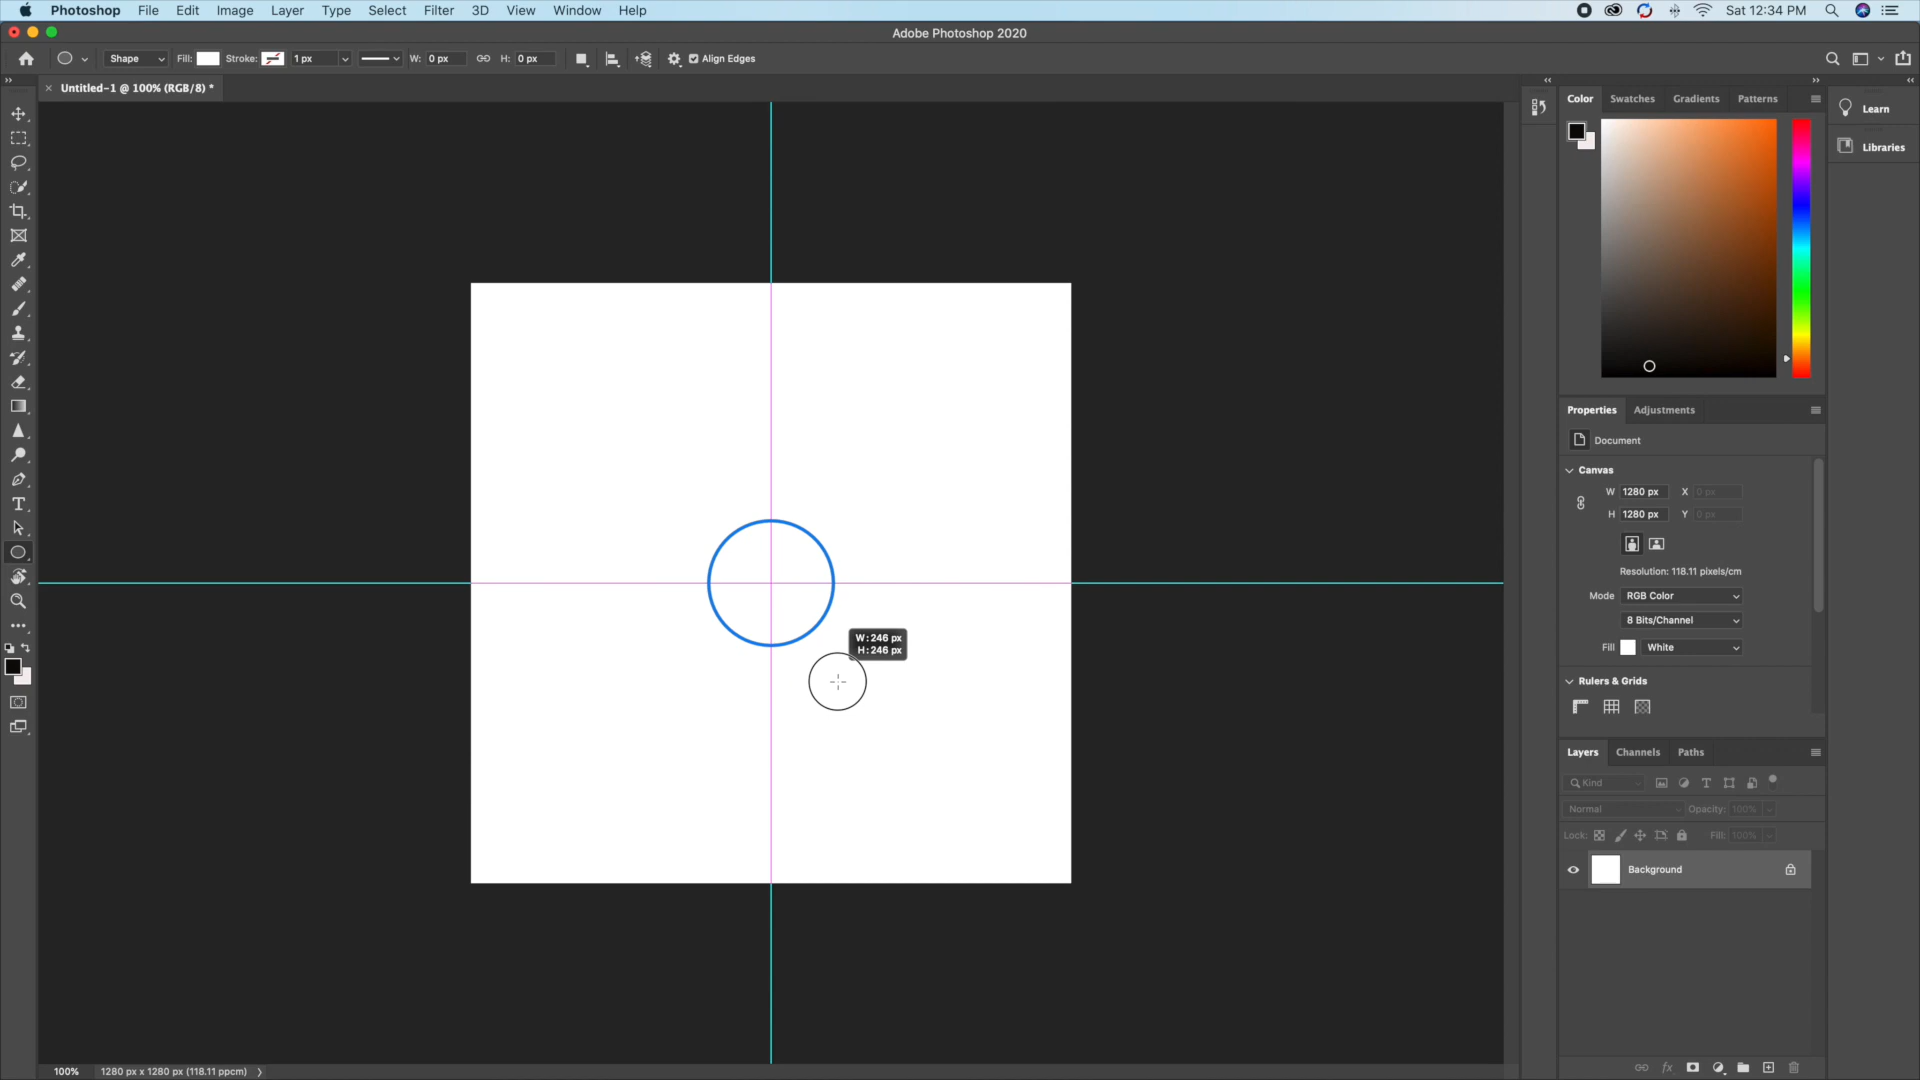 Photoshop File Edit Image Layer Type Select Filter 3D View Window Help Sat 12:34 PM
Adobe Photoshop 2020
Shape Fill: Stroke: 1 px W: 0 px H: 0 px Align Edges
Untitled-1 @ 100% (RGB/8) *
Color Swatches Gradients Patterns
Learn
Libraries
Properties Adjustments
Document
Canvas
W 1280 px X 0 px
H 1280 px Y 0 px
Resolution: 118.11 pixels/cm
Mode RGB Color
8 Bits/Channel
Fill White
Rulers & Grids
W: 246 px
H: 246 px
Layers Channels Paths
Kind
Normal Opacity: 100%
Lock: Fill: 100%
Background
100% 1280 px x 1280 px (118.11 ppcm)